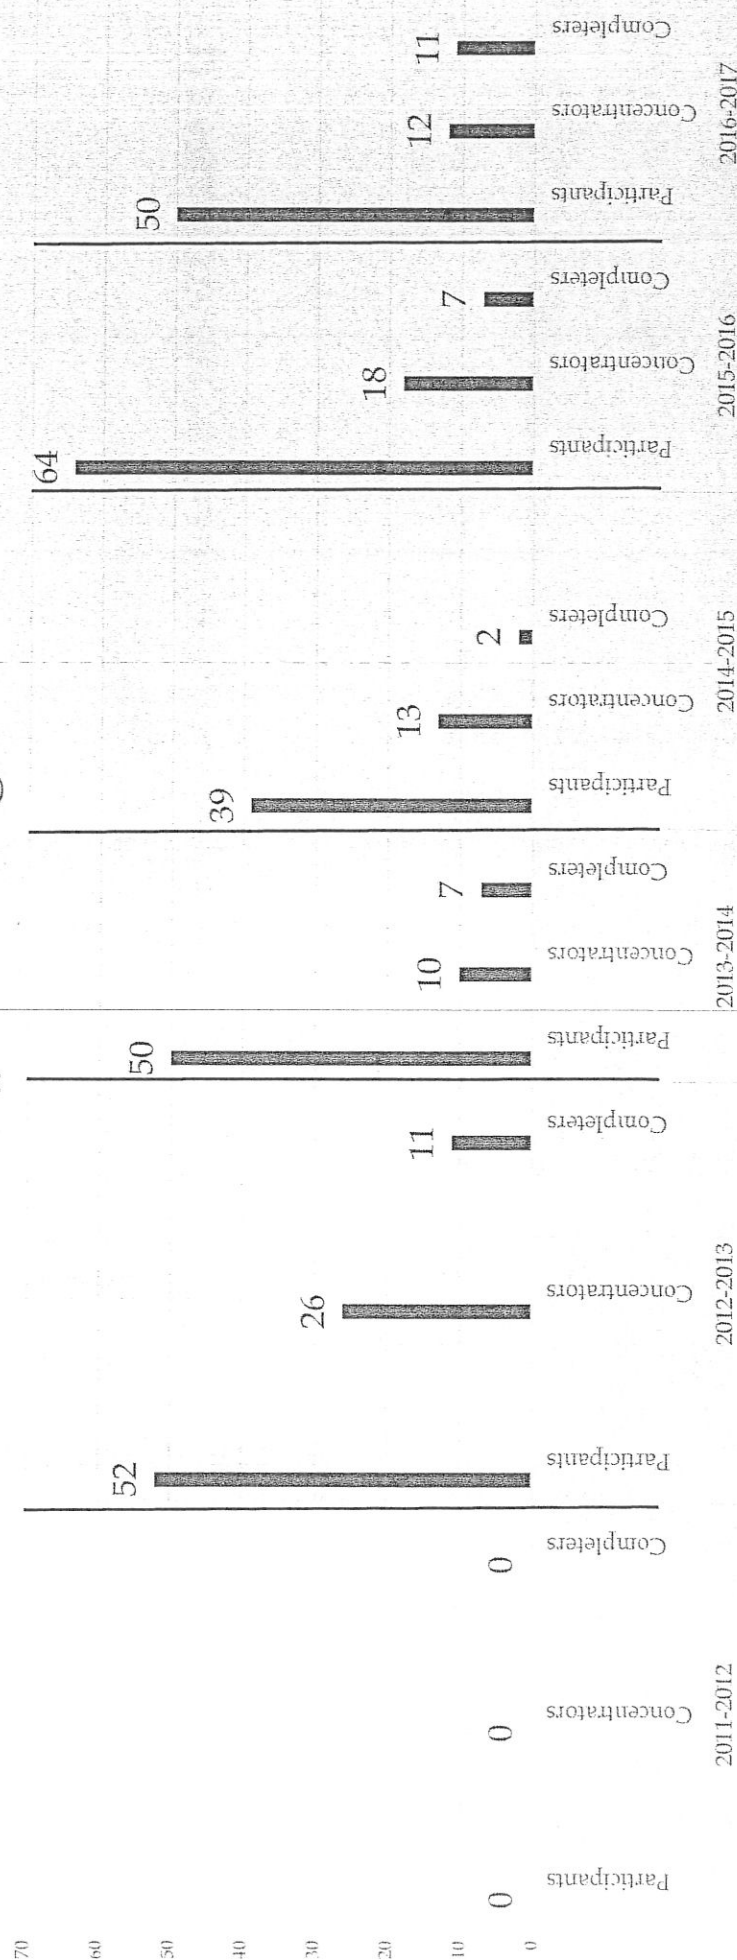 70
60
50
40
30
20
10
0
0
0
0
52
26
11
50
10
7
39
13
2
64
18
7
50
12
11
Participants
Concentrators
Completers
Participants
Concentrators
Completers
Participants
Concentrators
Completers
Participants
Concentrators
Completers
Participants
Concentrators
Completers
Participants
Concentrators
Completers
2011-2012
2012-2013
2013-2014
2014-2015
2015-2016
2016-2017